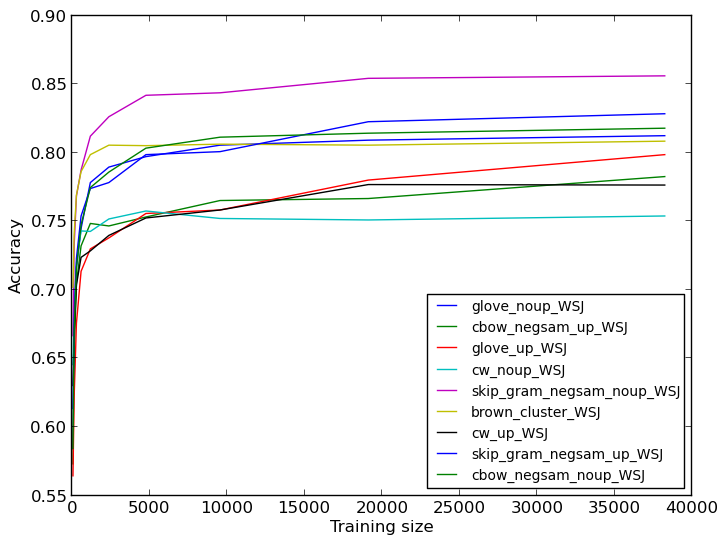 0.90
0.85
0.80
0.75
0.70
0.65
0.60
0.55
Accuracy
glove_noup_WSJ
cbow_negsam_up_WSJ
glove_up_WSJ
cw_noup_WSJ
skip_gram_negsam_noup_WSJ
brown_cluster_WSJ
cw_up_WSJ
skip_gram_negsam_up_WSJ
cbow_negsam_noup_WSJ
0 5000 10000 15000 20000 25000 30000 35000 40000
Training size